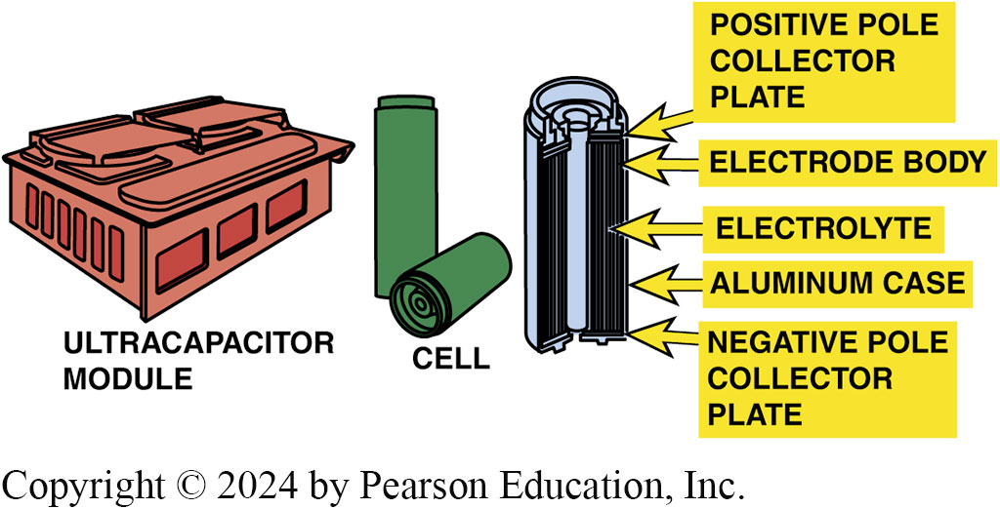 POSITIVE POLE
COLLECTOR
PLATE
ELECTRODE BODY
ELECTROLYTE
ALUMINUM CASE
NEGATIVE POLE
COLLECTOR
PLATE
ULTRACAPACITOR
MODULE
CELL
Copyright © 2024 by Pearson Education, Inc.